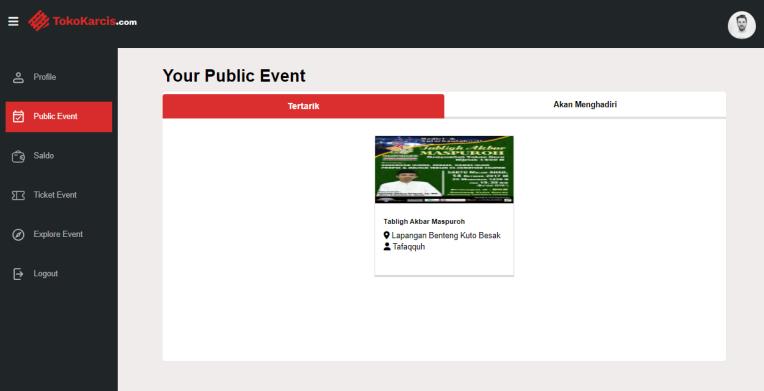 TokoKarcis.com
Profile
Public Event
Saldo
Ticket Event
Explore Event
Logout
Your Public Event
Tertarik
Akan Menghadiri
Tabligh Akbar
MASPUROH
Tabligh Akbar Maspuroh
Lapangan Benteng Kuto Besak
Tafaqquh